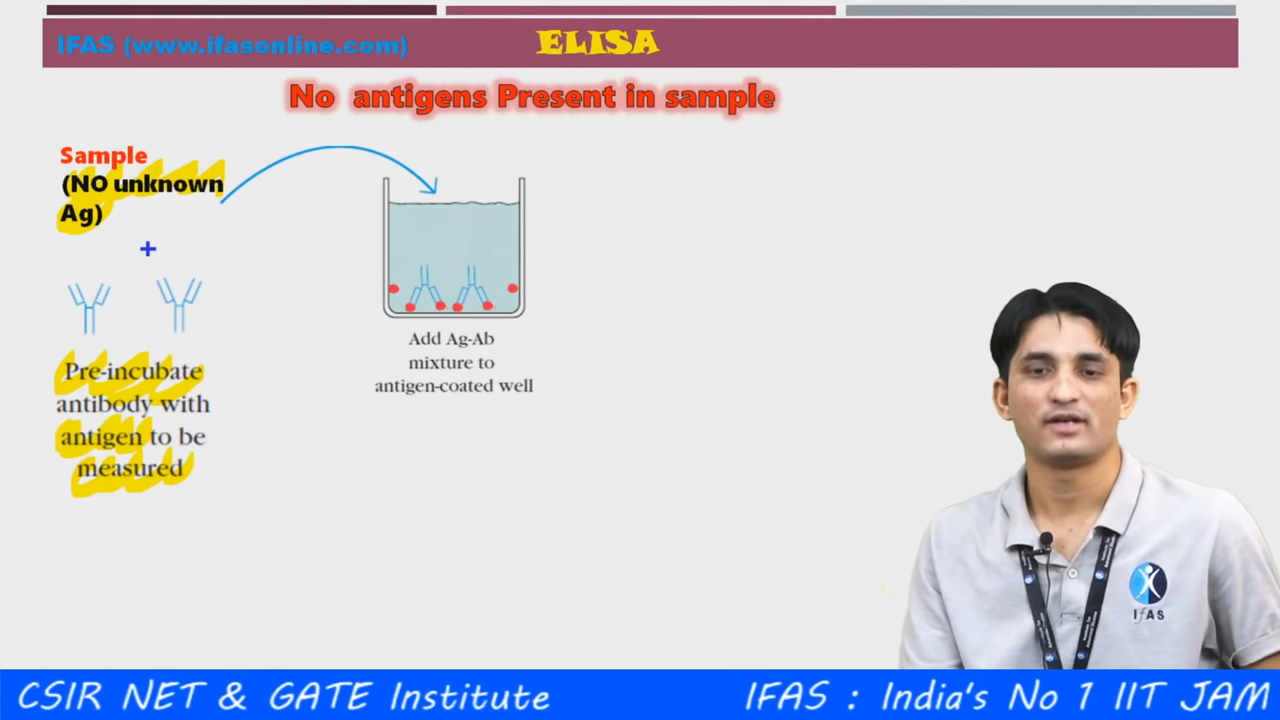 IFAS (www.ifasonline.com)
ELISA
No antigens Present in sample
Sample
(NO unknown
Ag)
+
Pre-incubate
antibody with
antigen to be
measured
Add Ag-Ab
mixture to
antigen-coated well
IfAS
CSIR NET & GATE Institute
IFAS : India's No 1 IIT JAM